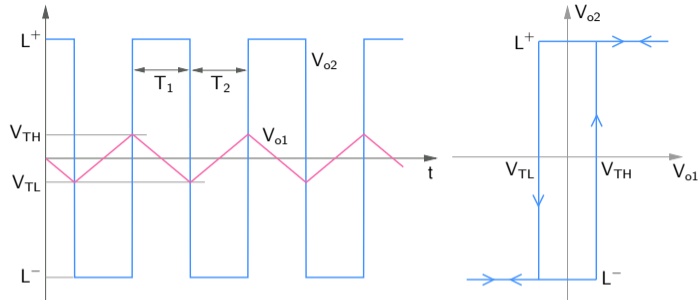 L⁺
V_o2
T₁
T₂
V_TH
V_o1
V_TL
t
L⁻
V_o2
L⁺
V_TL
V_TH
V_o1
L⁻